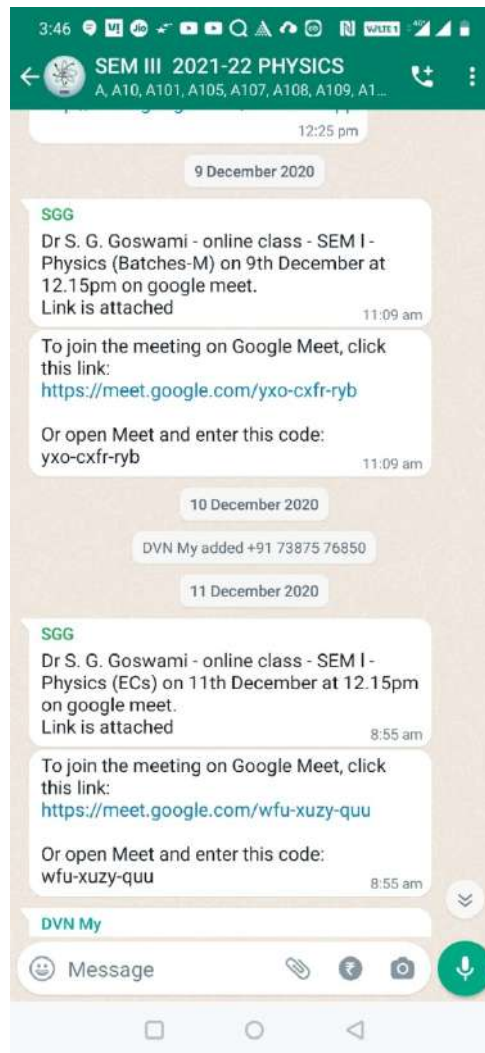 3:46
SEM III 2021-22 PHYSICS
A, A10, A101, A105, A107, A108, A109, A1...
12:25 pm
9 December 2020
SGG
Dr S. G. Goswami - online class - SEM I -
Physics (Batches-M) on 9th December at
12.15pm on google meet.
Link is attached
11:09 am
To join the meeting on Google Meet, click
this link:
https://meet.google.com/yxo-cxfr-ryb
Or open Meet and enter this code:
yxo-cxfr-ryb
11:09 am
10 December 2020
DVN My added +91 73875 76850
11 December 2020
SGG
Dr S. G. Goswami - online class - SEM I -
Physics (ECs) on 11th December at 12.15pm
on google meet.
Link is attached
8:55 am
To join the meeting on Google Meet, click
this link:
https://meet.google.com/wfu-xuzy-quu
Or open Meet and enter this code:
wfu-xuzy-quu
8:55 am
DVN My
Message